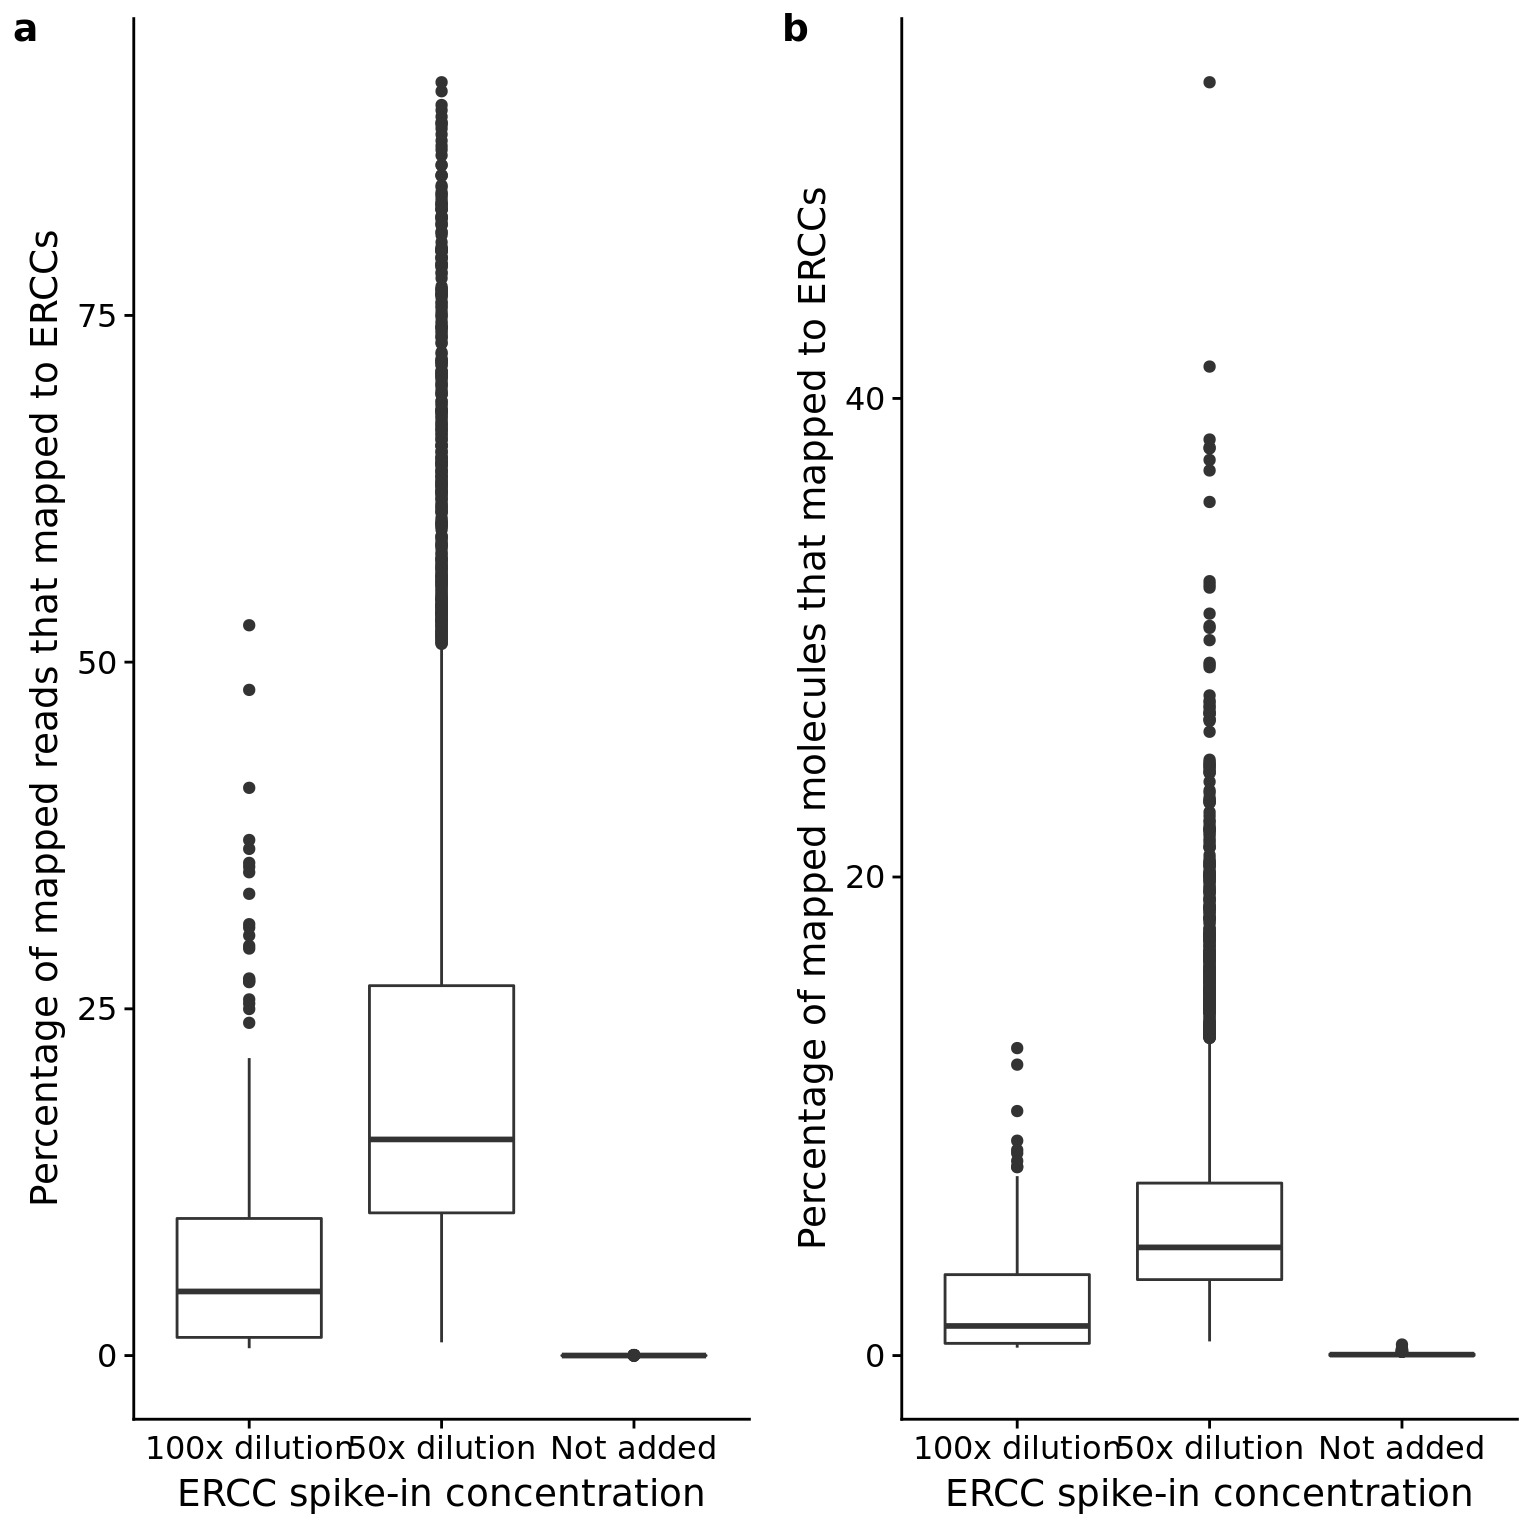 a
Percentage of mapped reads that mapped to ERCCs
75
50
25
0
100x dilution
50x dilution
Not added
ERCC spike-in concentration
b
Percentage of mapped molecules that mapped to ERCCs
40
20
0
100x dilution
50x dilution
Not added
ERCC spike-in concentration